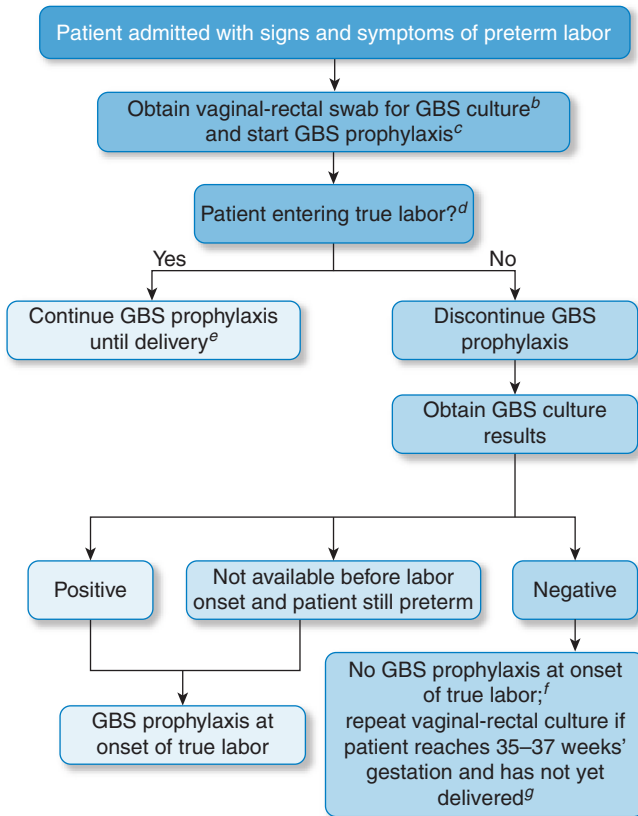 Patient admitted with signs and symptoms of preterm labor
Obtain vaginal-rectal swab for GBS culture^b
and start GBS prophylaxis^c
Patient entering true labor?^d
Yes
No
Continue GBS prophylaxis
until delivery^e
Discontinue GBS
prophylaxis
Obtain GBS culture
results
Positive
Not available before labor
onset and patient still preterm
Negative
GBS prophylaxis at
onset of true labor
No GBS prophylaxis at onset
of true labor;^f
repeat vaginal-rectal culture if
patient reaches 35–37 weeks'
gestation and has not yet
delivered^g